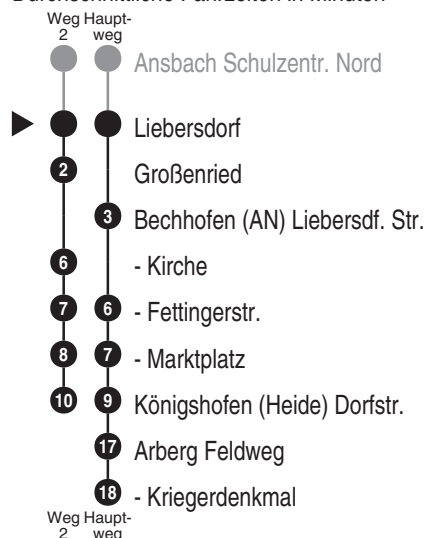 Durchschnittliche Fahrzeiten in Minuten
Weg Haupt-
2 weg
Ansbach Schulzentr. Nord
Liebersdorf
2 Großenried
3 Bechhofen (AN) Liebersdf. Str.
6 - Kirche
7 6 - Fettingerstr.
8 7 - Marktplatz
10 9 Königshofen (Heide) Dorfstr.
17 Arberg Feldweg
18 - Kriegerdenkmal
Weg Haupt-
2 weg